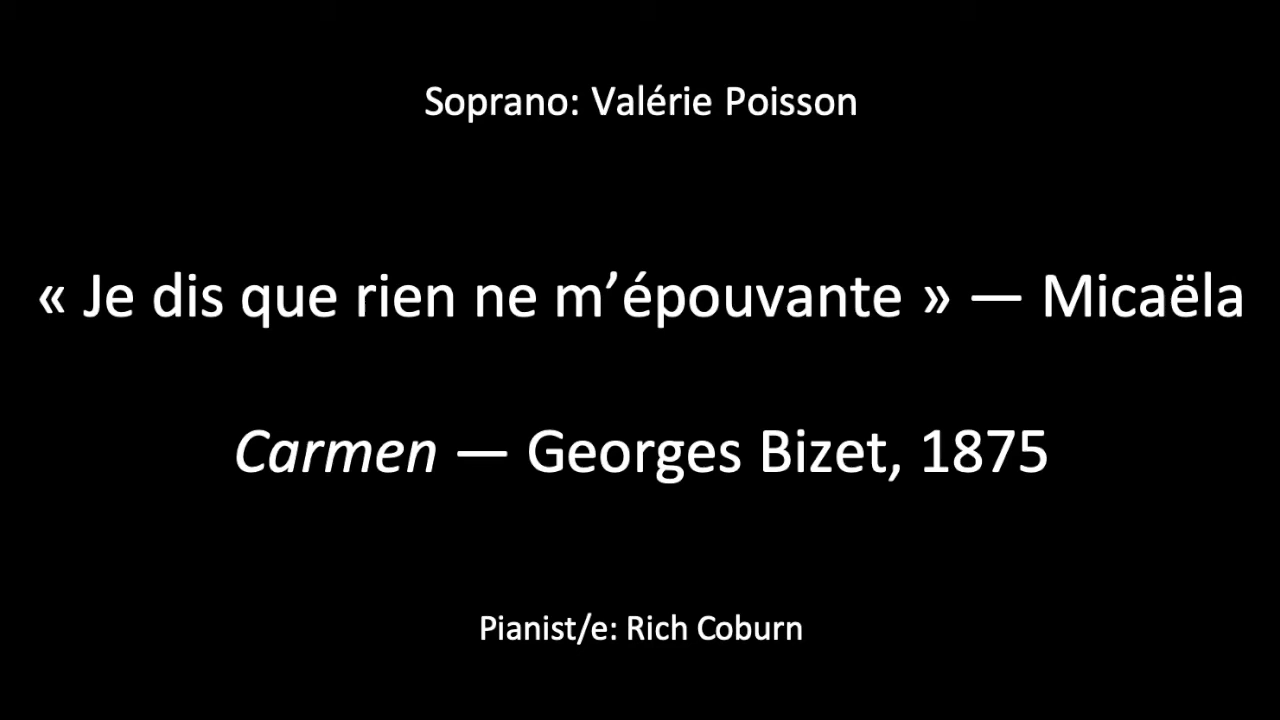 Soprano: Valérie Poisson
« Je dis que rien ne m’épouvante » — Micaëla
Carmen — Georges Bizet, 1875
Pianist/e: Rich Coburn